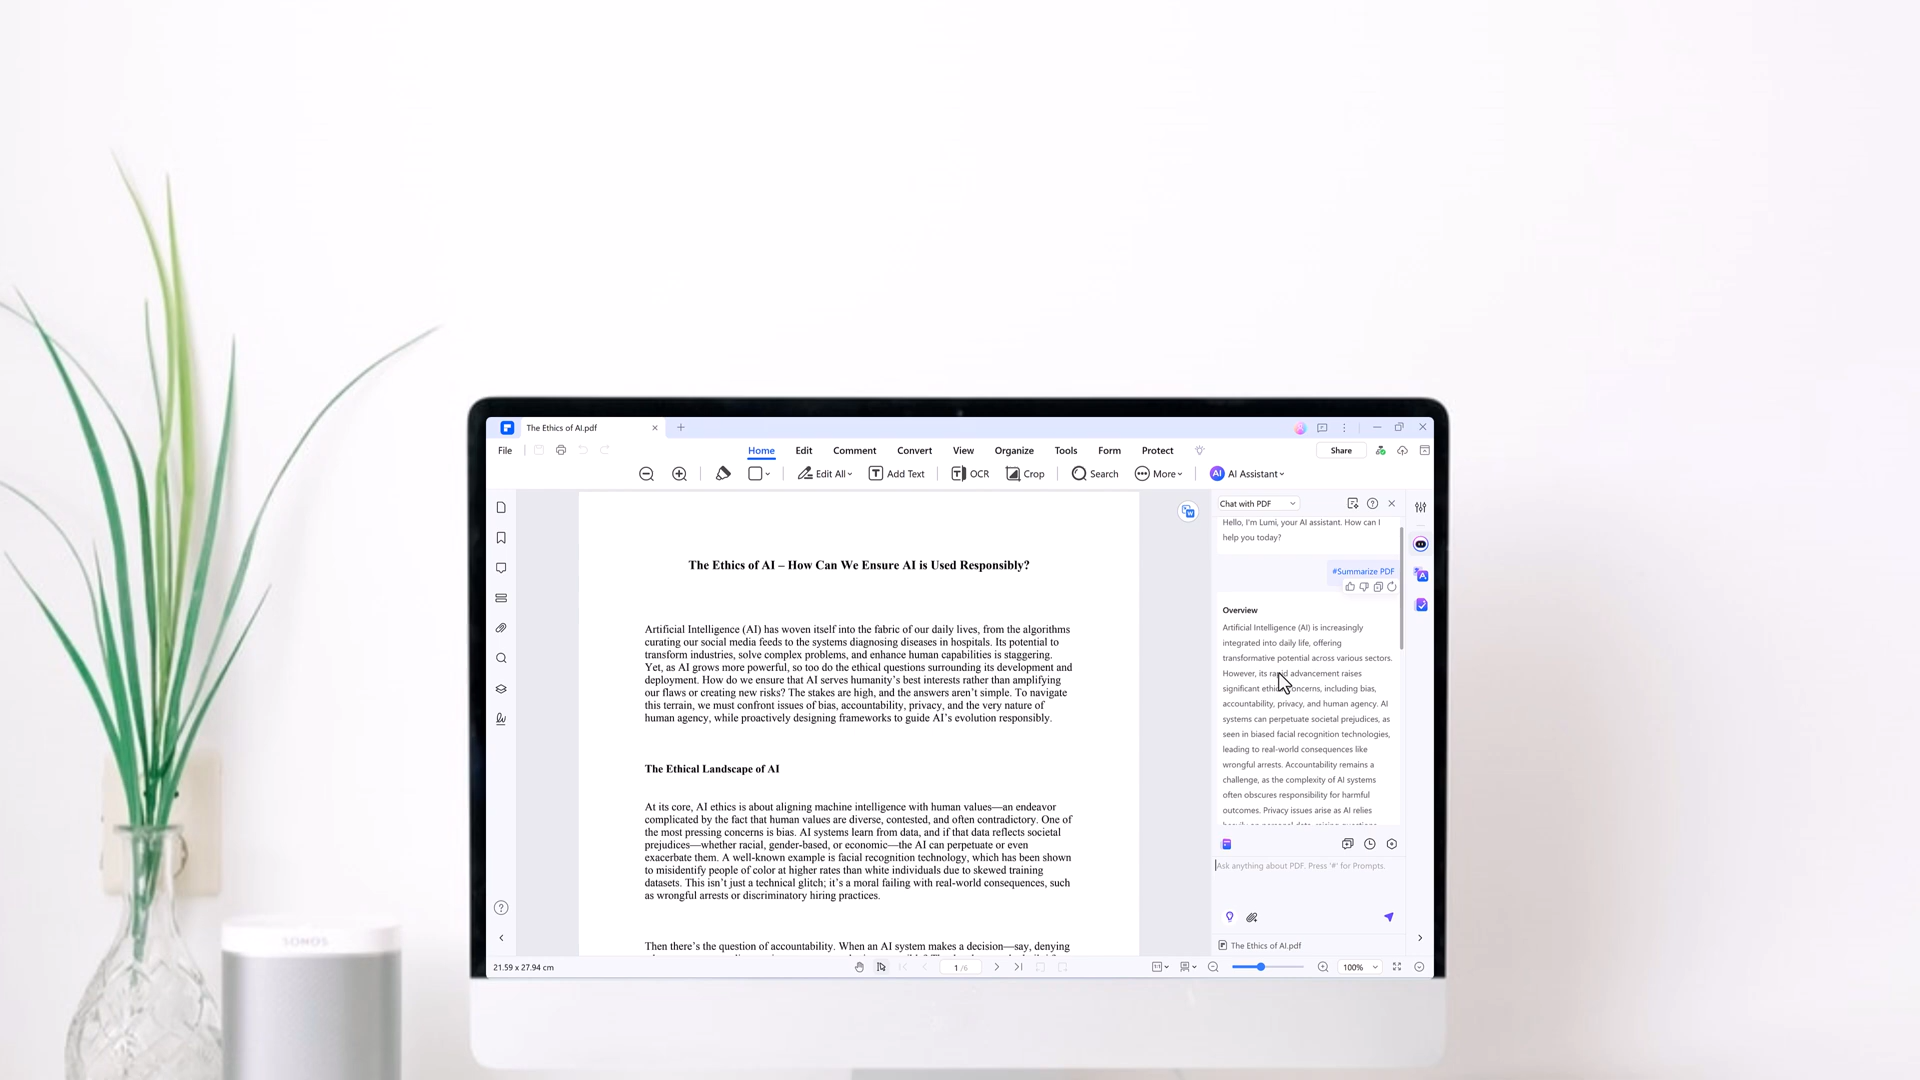 The Ethics of AI.pdf
File
Home Edit Comment Convert View Organize Tools Form Protect
Share
Edit All Add Text OCR Crop Search More AI AI Assistant
The Ethics of AI – How Can We Ensure AI is Used Responsibly?
Artificial Intelligence (AI) has woven itself into the fabric of our daily lives, from the algorithms
curating our social media feeds to the systems diagnosing diseases in hospitals. Its potential to
transform industries, solve complex problems, and enhance human capabilities is staggering.
Yet, as AI grows more powerful, so too do the ethical questions surrounding its development and
deployment. How do we ensure that AI serves humanity's best interests rather than amplifying
our flaws or creating new risks? The stakes are high, and the answers aren't simple. To navigate
this terrain, we must confront issues of bias, accountability, privacy, and the very nature of
human agency, while proactively designing frameworks to guide AI's evolution responsibly.
The Ethical Landscape of AI
At its core, AI ethics is about aligning machine intelligence with human values—an endeavor
complicated by the fact that human values are diverse, contested, and often contradictory. One of
the most pressing concerns is bias. AI systems learn from data, and if that data reflects societal
prejudices—whether racial, gender-based, or economic—the AI can perpetuate or even
exacerbate them. A well-known example is facial recognition technology, which has been shown
to misidentify people of color at higher rates than white individuals due to skewed training
datasets. This isn't just a technical glitch; it's a moral failing with real-world consequences, such
as wrongful arrests or discriminatory hiring practices.
Then there's the question of accountability. When an AI system makes a decision—say, denying
Chat with PDF
Hello, I'm Lumi, your AI assistant. How can I
help you today?
#Summarize PDF
Overview
Artificial Intelligence (AI) is increasingly
integrated into daily life, offering
transformative potential across various sectors.
However, its rapid advancement raises
significant ethical concerns, including bias,
accountability, privacy, and human agency. AI
systems can perpetuate societal prejudices, as
seen in biased facial recognition technologies,
leading to real-world consequences like
wrongful arrests. Accountability remains a
challenge, as the complexity of AI systems
often obscures responsibility for harmful
outcomes. Privacy issues arise as AI relies
Ask anything about PDF. Press '#' for Prompts.
The Ethics of AI.pdf
21.59 x 27.94 cm
1/6
100%
SONOS